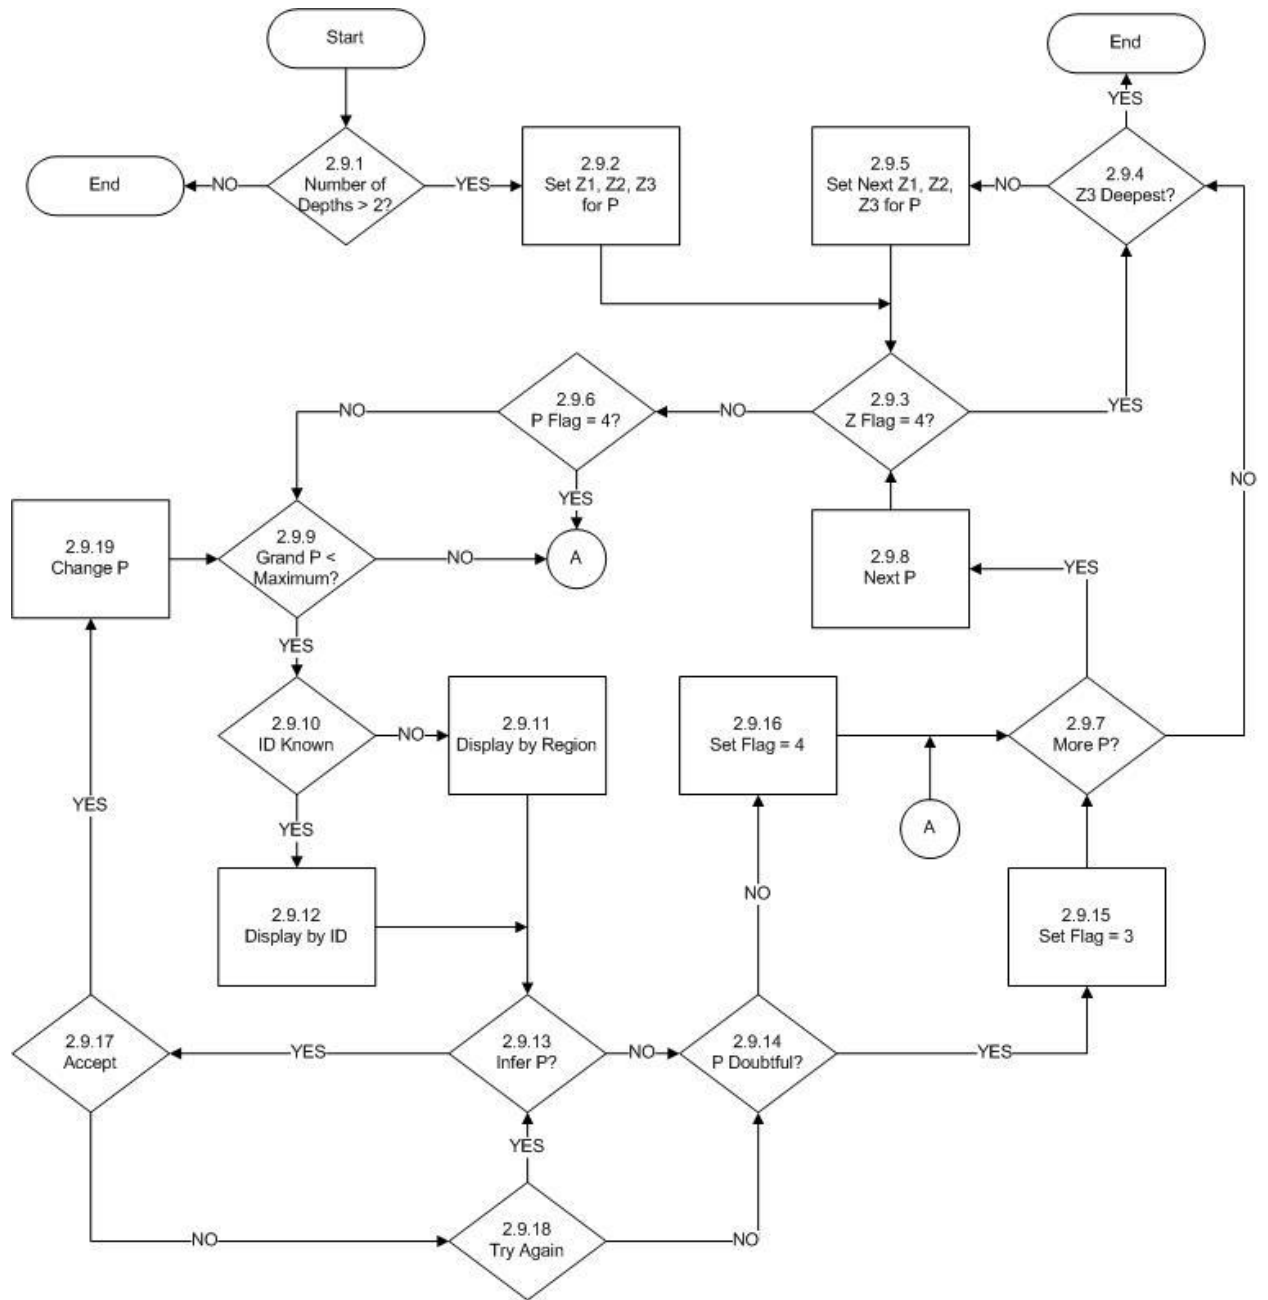 Start
End
YES
End
NO
2.9.1
Number of
Depths > 2?
YES
2.9.2
Set Z1, Z2, Z3
for P
2.9.5
Set Next Z1, Z2,
Z3 for P
NO
2.9.4
Z3 Deepest?
NO
2.9.6
P Flag = 4?
NO
2.9.3
Z Flag = 4?
YES
YES
NO
2.9.19
Change P
2.9.9
Grand P <
Maximum?
NO
A
2.9.8
Next P
YES
YES
2.9.10
ID Known
NO
2.9.11
Display by Region
2.9.16
Set Flag = 4
2.9.7
More P?
YES
YES
A
NO
2.9.12
Display by ID
2.9.15
Set Flag = 3
2.9.17
Accept
YES
2.9.13
Infer P?
NO
2.9.14
P Doubtful?
YES
YES
NO
2.9.18
Try Again
NO